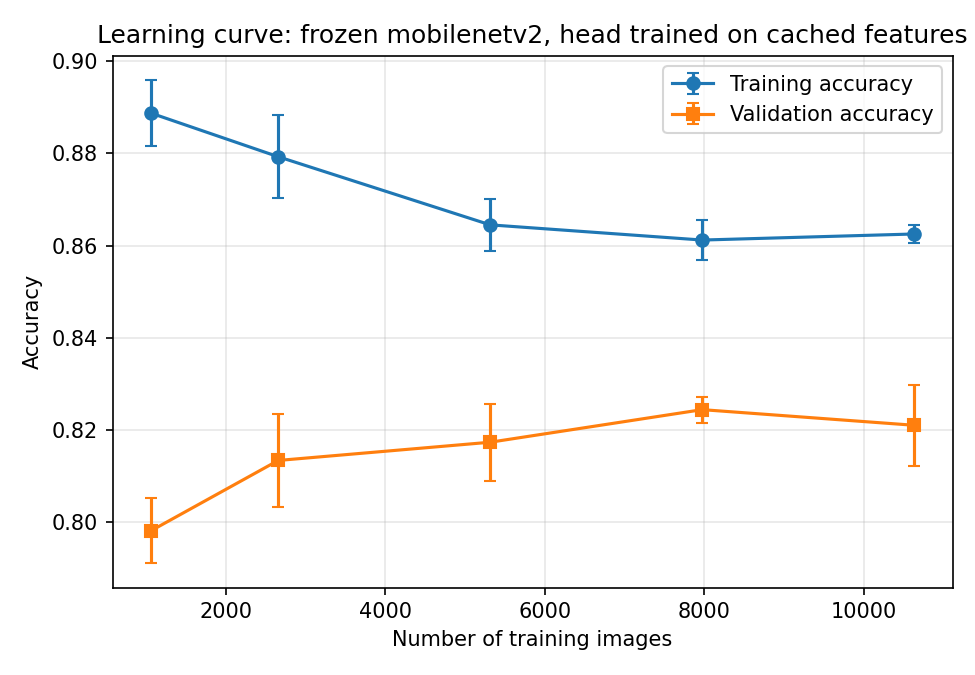 Learning curve: frozen mobilenetv2, head trained on cached features
Training accuracy
Validation accuracy
Accuracy
0.90
0.88
0.86
0.84
0.82
0.80
2000 4000 6000 8000 10000
Number of training images